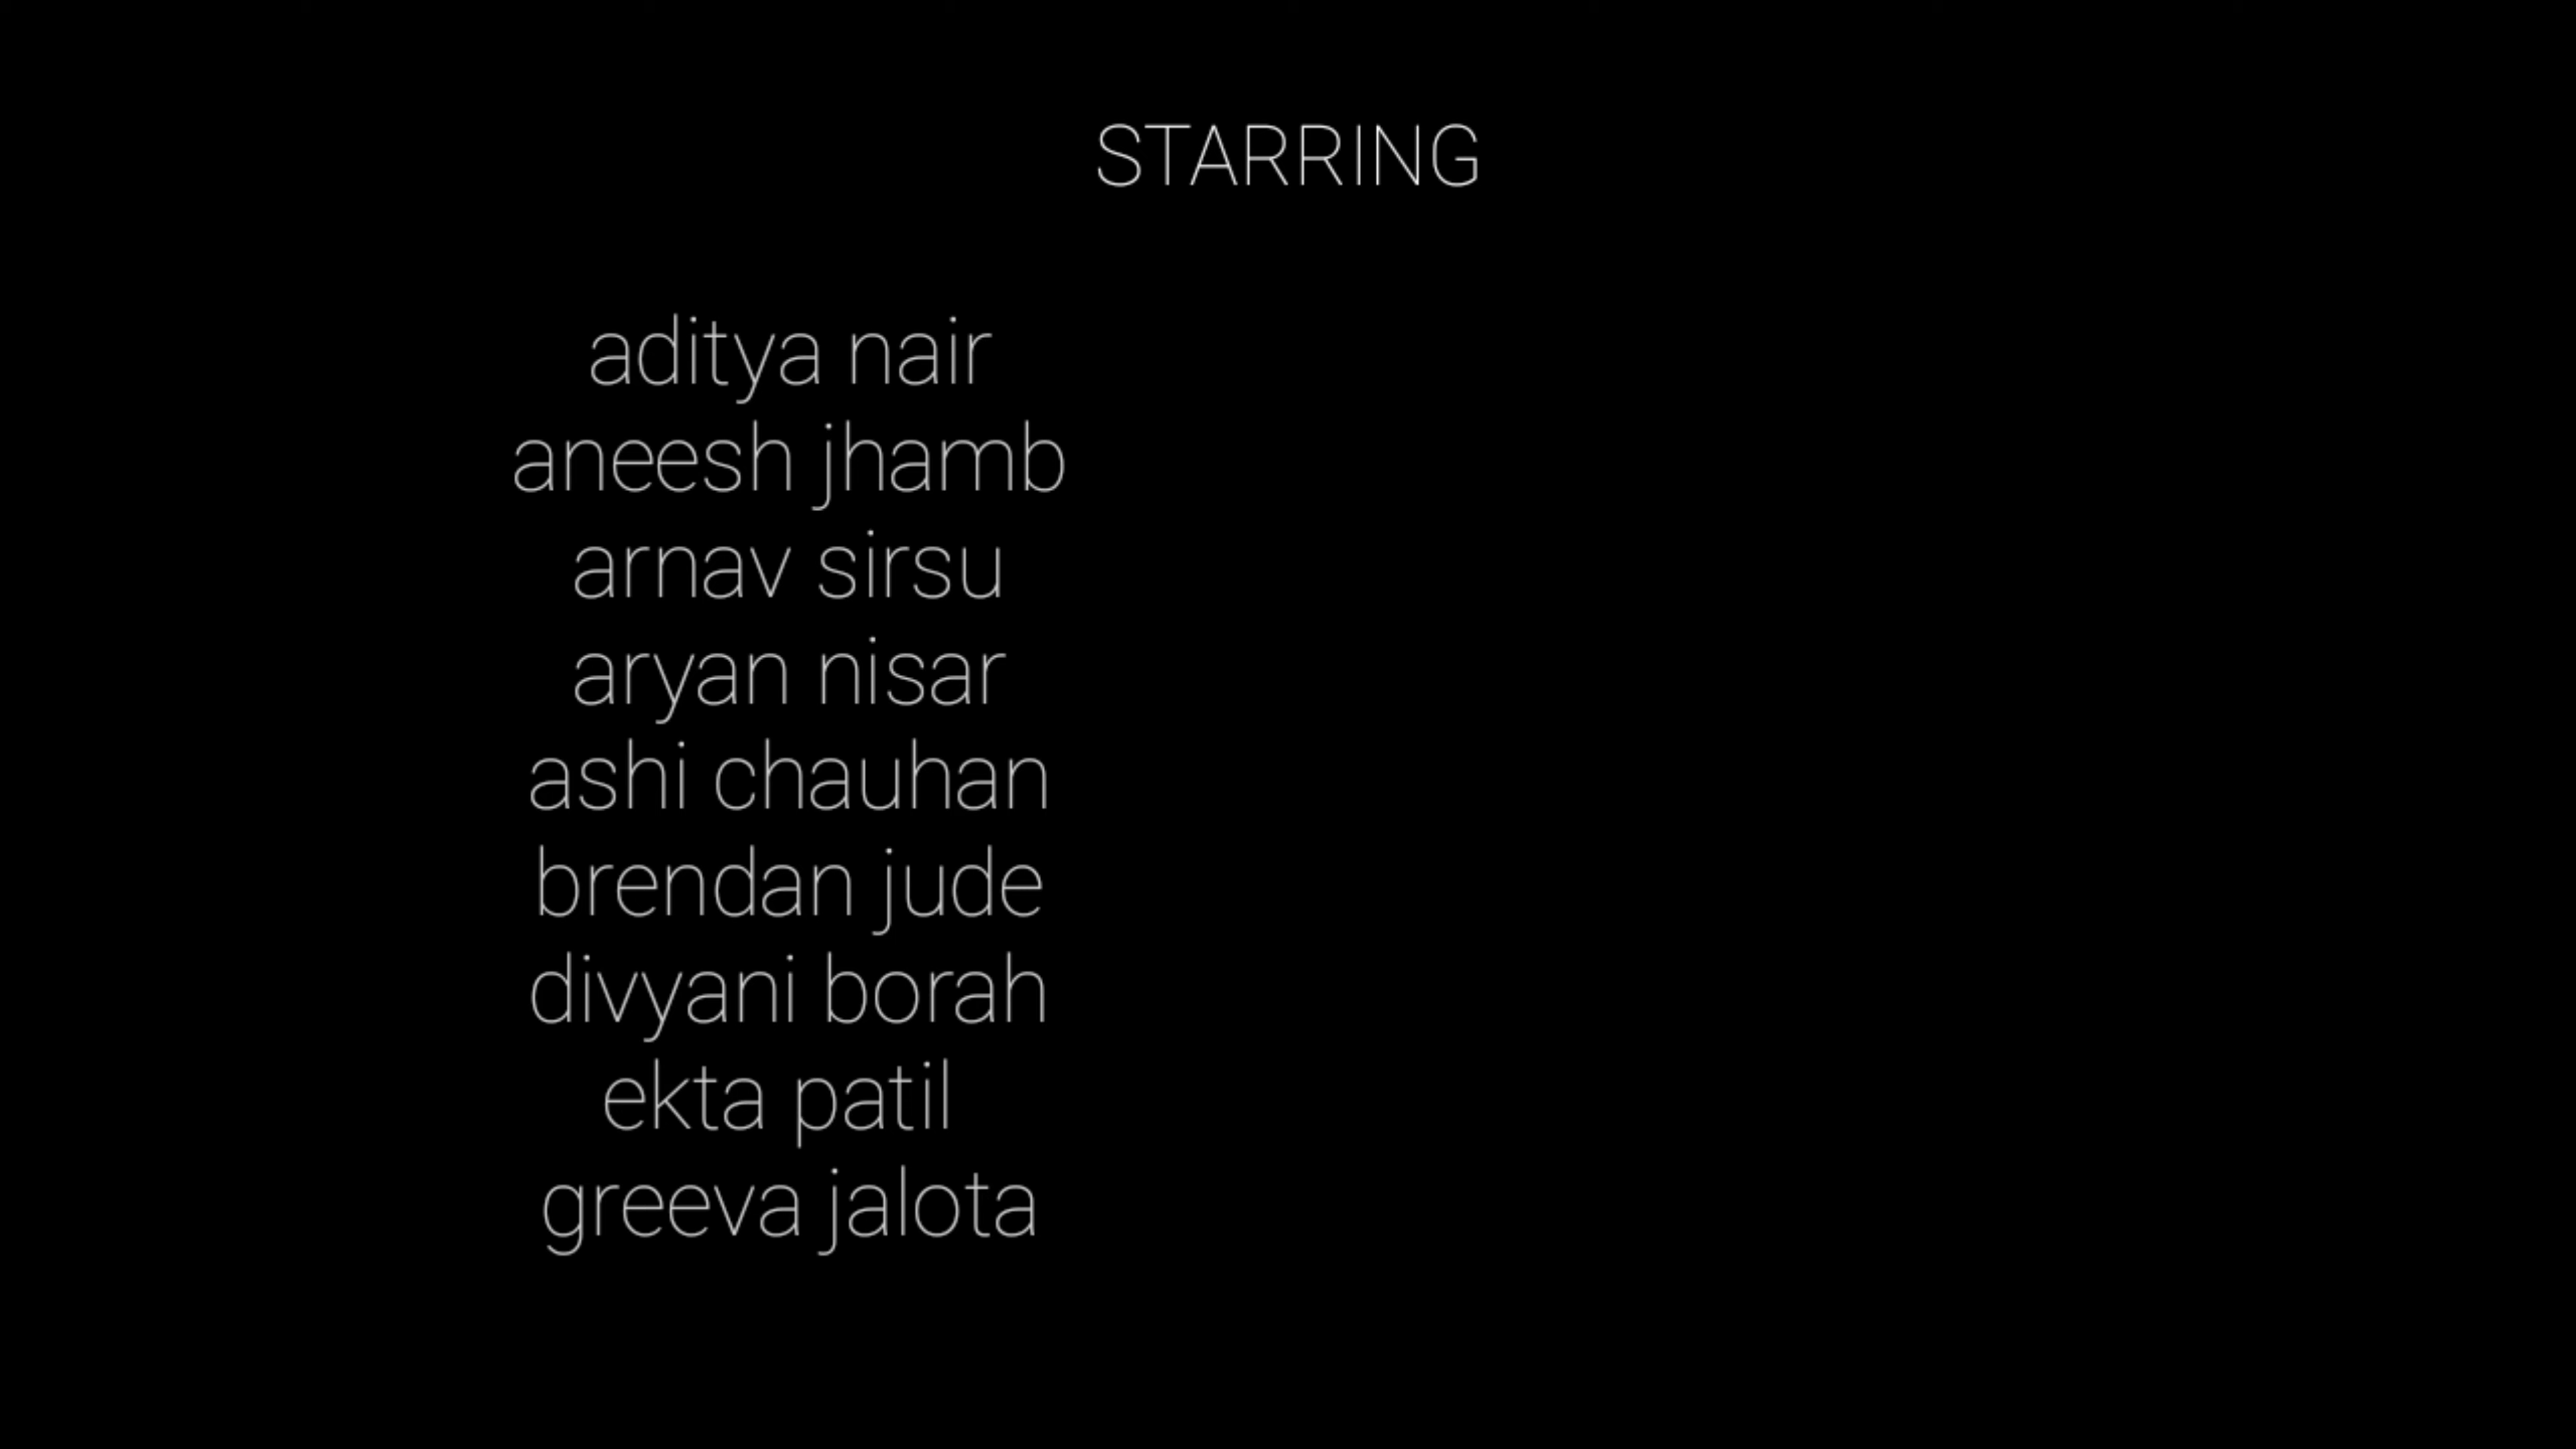 STARRING
aditya nair
aneesh jhamb
arnav sirsu
aryan nisar
ashi chauhan
brendan jude
divyani borah
ekta patil
greeva jalota